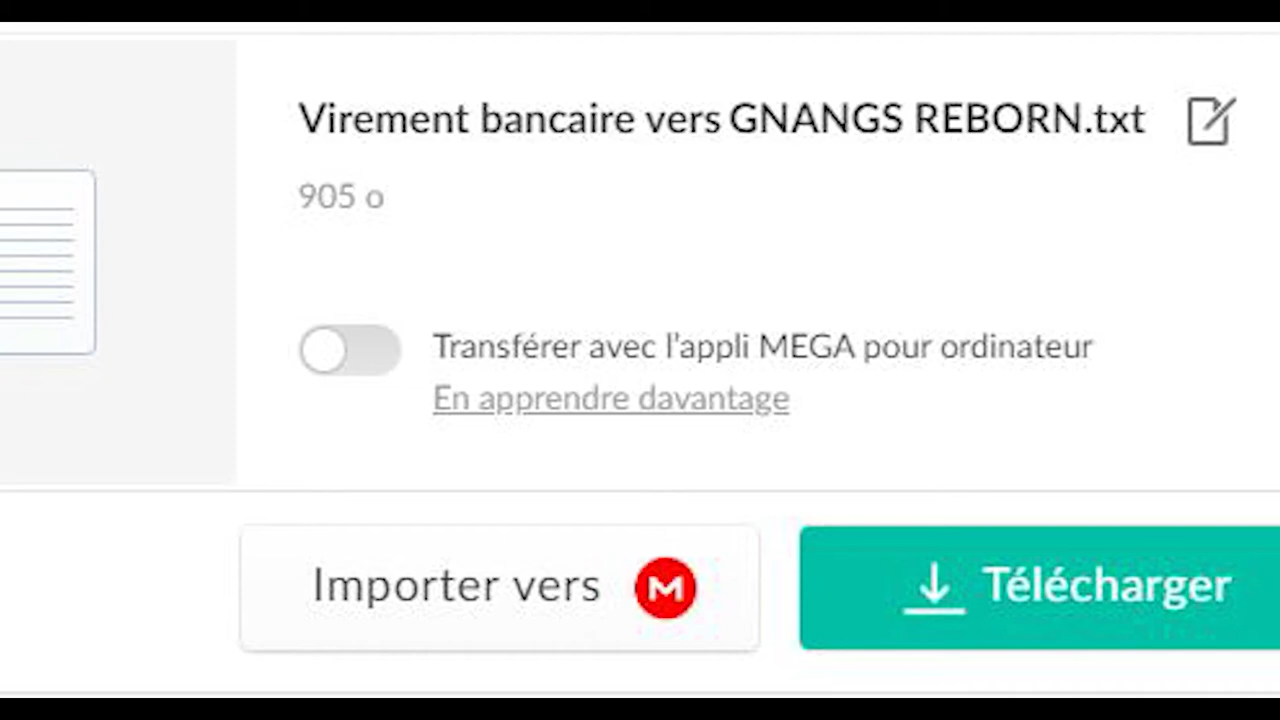 Virement bancaire vers GNANGS REBORN.txt
905 o
Transférer avec l'appli MEGA pour ordinateur
En apprendre davantage
Importer vers M
Télécharger